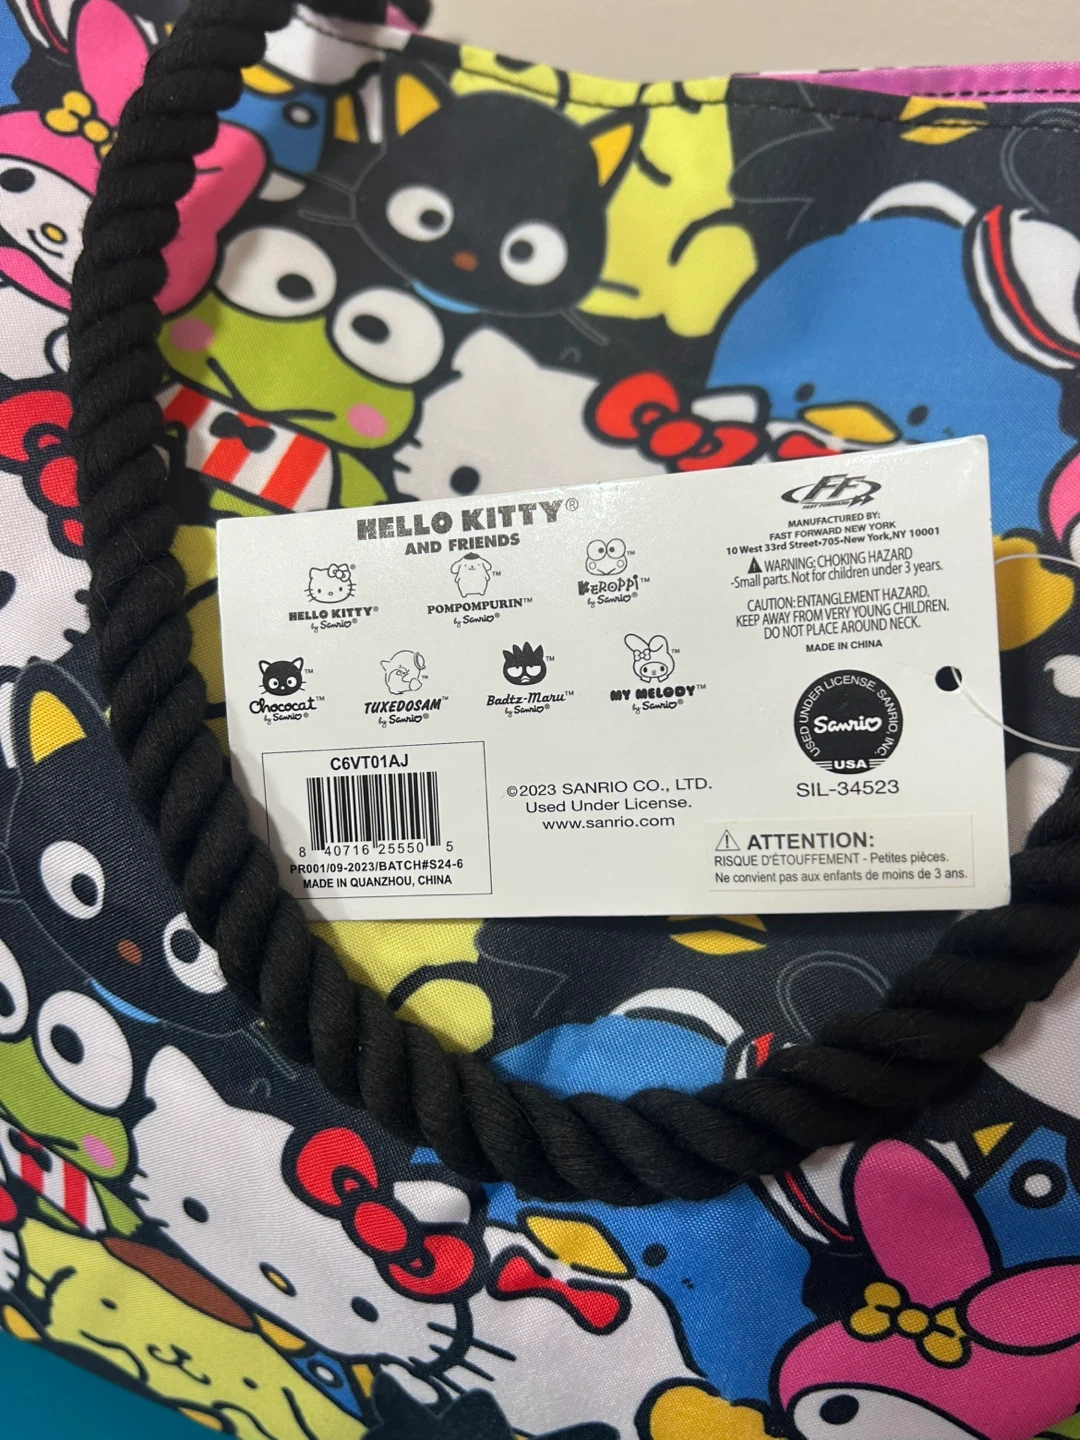 HELLO KITTY®
AND FRIENDS
HELLO KITTY®
by Sanrio®
POMPOMPURIN™
by Sanrio®
KEROPPI™
by Sanrio®
Chococat™
by Sanrio®
TUXEDOSAM™
by Sanrio®
Badtz-Maru™
by Sanrio®
MY MELODY™
by Sanrio®
C6VT01AJ
8 40716 25550 5
PR001/09-2023/BATCH#S24-6
MADE IN QUANZHOU, CHINA
©2023 SANRIO CO., LTD.
Used Under License.
www.sanrio.com
FF
FAST FORWARD
MANUFACTURED BY:
FAST FORWARD NEW YORK
10 West 33rd Street•705•New York,NY 10001
WARNING: CHOKING HAZARD
-Small parts. Not for children under 3 years.
CAUTION: ENTANGLEMENT HAZARD.
KEEP AWAY FROM VERY YOUNG CHILDREN.
DO NOT PLACE AROUND NECK.
MADE IN CHINA
USED UNDER LICENSE, SANRIO, INC.
Sanrio
USA
SIL-34523
ATTENTION:
RISQUE D'ÉTOUFFEMENT - Petites pièces.
Ne convient pas aux enfants de moins de 3 ans.